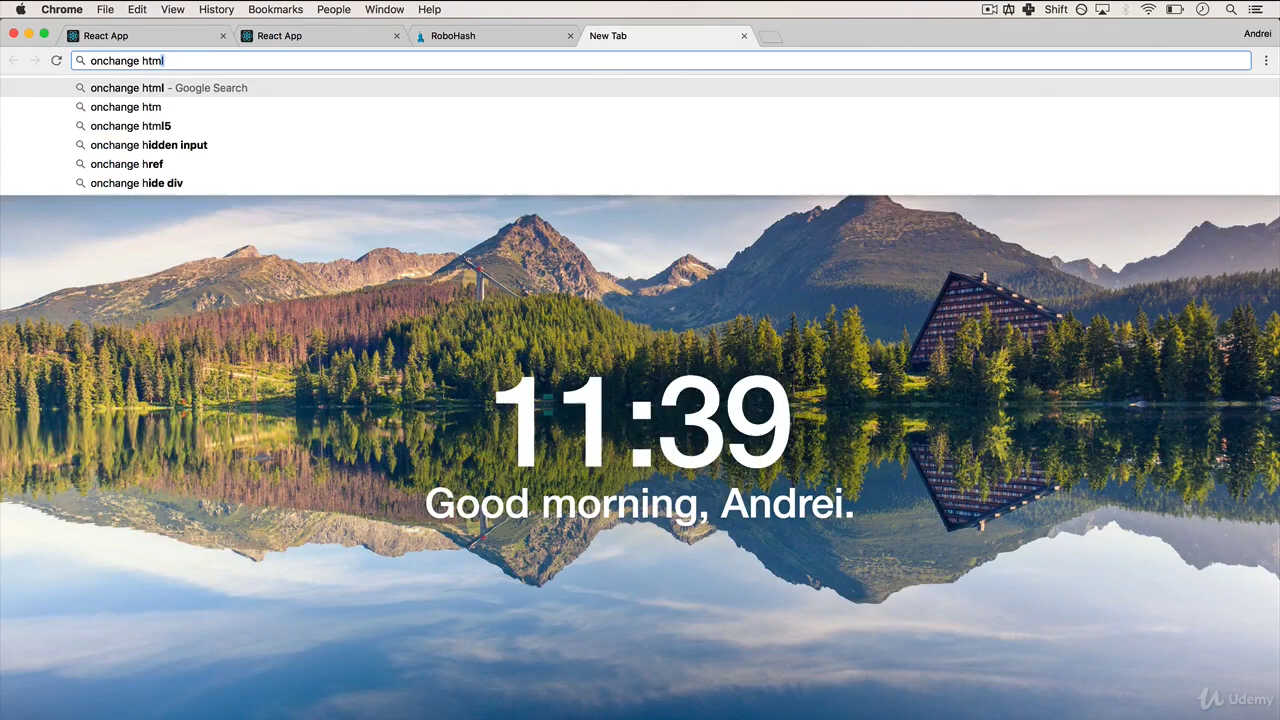 Chrome File Edit View History Bookmarks People Window Help Shift
React App React App RoboHash New Tab Andrei
onchange html
onchange html - Google Search
onchange htm
onchange html5
onchange hidden input
onchange href
onchange hide div
11:39
Good morning, Andrei.
Udemy